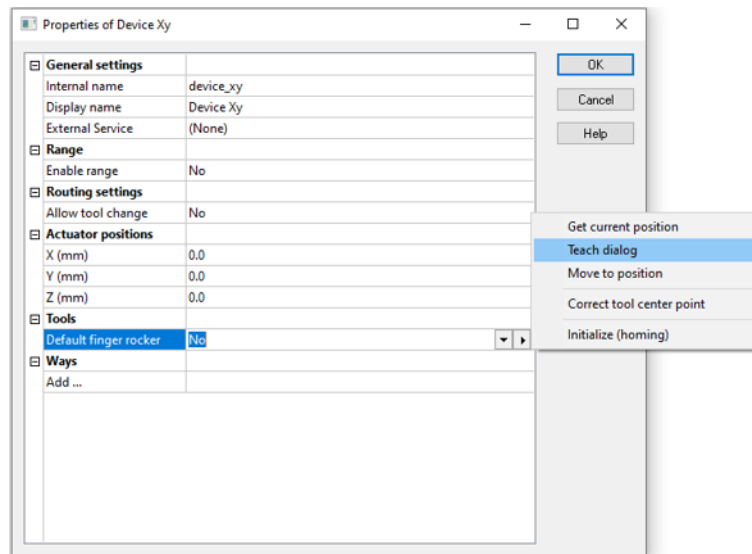 Properties of Device Xy
General settings
Internal name device_xy
Display name Device Xy
External Service (None)
Range
Enable range No
Routing settings
Allow tool change No
Actuator positions
X (mm) 0.0
Y (mm) 0.0
Z (mm) 0.0
Tools
Default finger rocker No
Ways
Add ...
OK
Cancel
Help
Get current position
Teach dialog
Move to position
Correct tool center point
Initialize (homing)